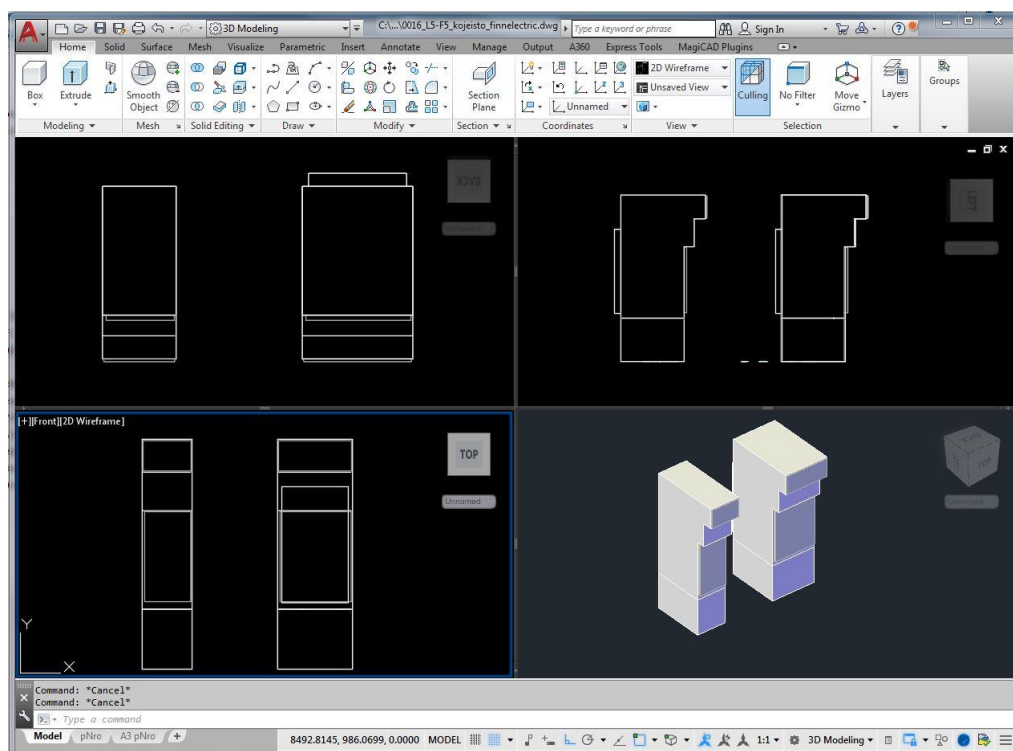 3D Modeling C:\...\0016_L5-F5_kojeisto_finnelectric.dwg Type a keyword or phrase Sign In
Home Solid Surface Mesh Visualize Parametric Insert Annotate View Manage Output A360 Express Tools MagiCAD Plugins
2D Wireframe
Unsaved View
Unnamed
Box Extrude Smooth Object Section Plane Culling No Filter Move Gizmo Layers Groups
Modeling Mesh Solid Editing Draw Modify Section Coordinates View Selection
BACK
LEFT
Unnamed
Unnamed
[+][Front][2D Wireframe]
TOP
Unnamed
TOP
Unnamed
Y
X
Command: *Cancel*
Command: *Cancel*
Type a command
Model pNro A3 pNro + 8492.8145, 986.0699, 0.0000 MODEL 1:1 3D Modeling